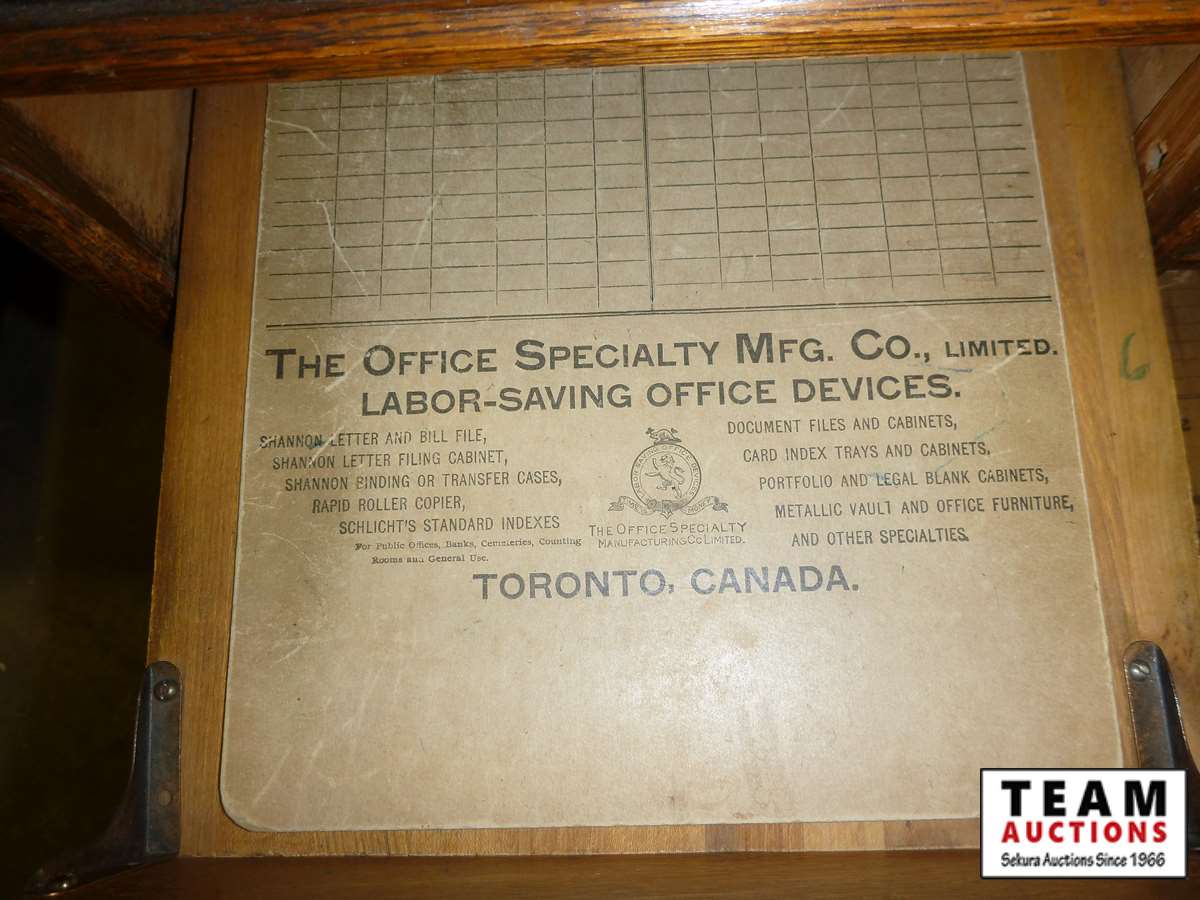 THE OFFICE SPECIALTY MFG. CO., LIMITED.
LABOR-SAVING OFFICE DEVICES.
SHANNON LETTER AND BILL FILE,
SHANNON LETTER FILING CABINET,
SHANNON BINDING OR TRANSFER CASES,
RAPID ROLLER COPIER,
SCHLICHT'S STANDARD INDEXES
For Public Offices, Banks, Cemeteries, Counting
Rooms and General Use.
LABOR SAVING OFFICE DEVICES
THE OFFICE SPECIALTY
MANUFACTURING CO LIMITED.
DOCUMENT FILES AND CABINETS,
CARD INDEX TRAYS AND CABINETS,
PORTFOLIO AND LEGAL BLANK CABINETS,
METALLIC VAULT AND OFFICE FURNITURE,
AND OTHER SPECIALTIES.
TORONTO, CANADA.
6
TEAM
AUCTIONS
Sekura Auctions Since 1966